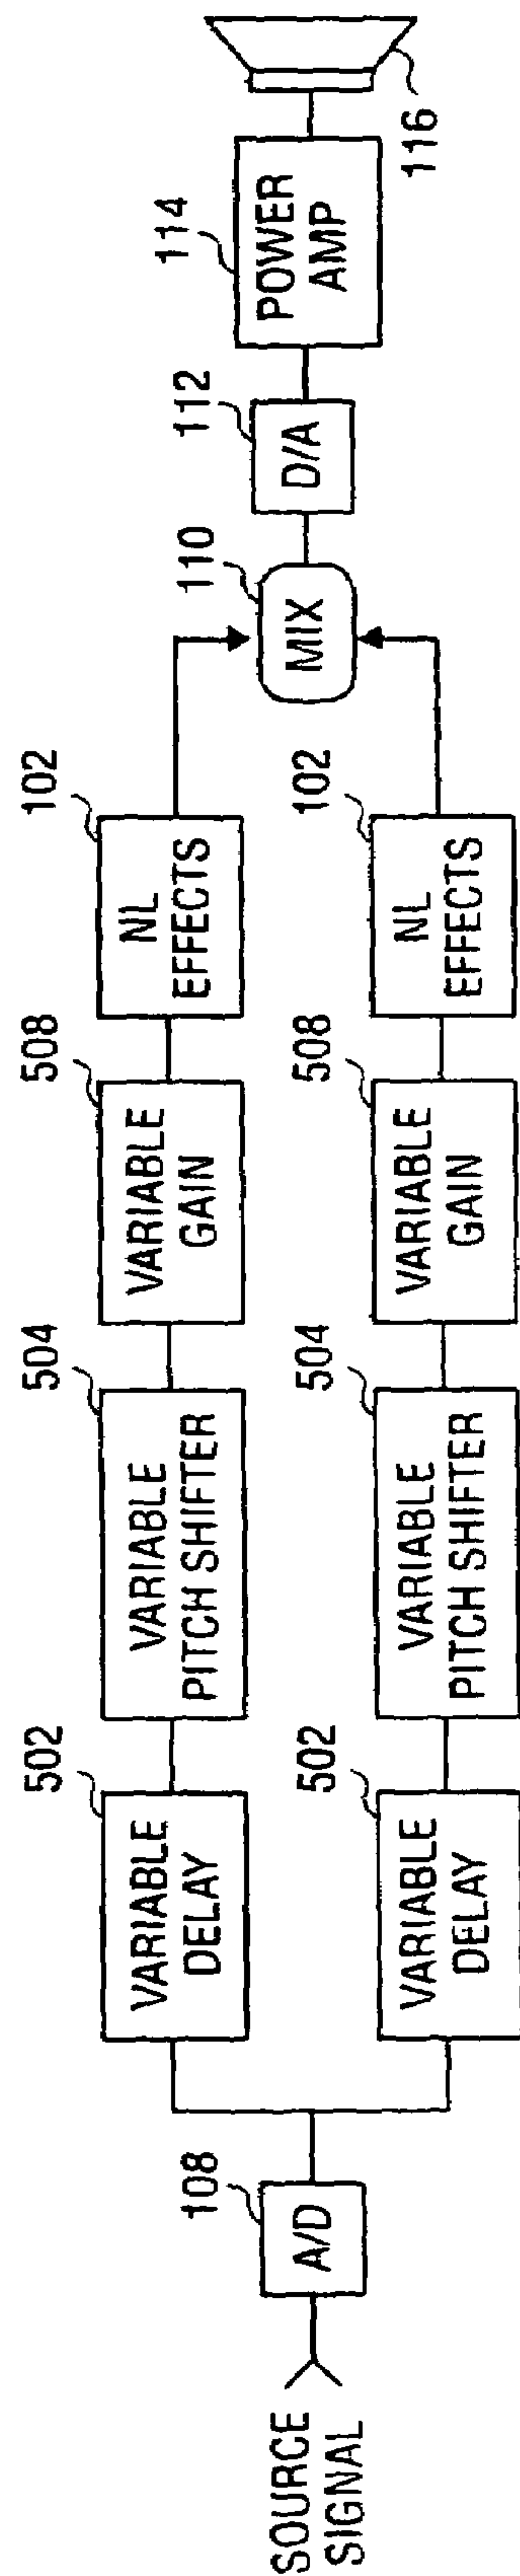 SOURCE
SIGNAL
108
A/D
502
VARIABLE
DELAY
504
VARIABLE
PITCH SHIFTER
508
VARIABLE
GAIN
102
NL
EFFECTS
502
VARIABLE
DELAY
504
VARIABLE
PITCH SHIFTER
508
VARIABLE
GAIN
102
NL
EFFECTS
110
MIX
112
D/A
114
POWER
AMP
116